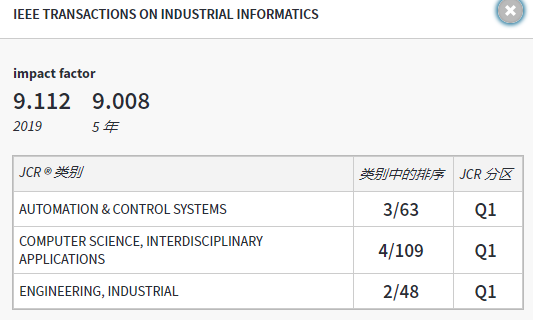 IEEE TRANSACTIONS ON INDUSTRIAL INFORMATICS
impact factor
9.112 9.008
2019 5 年
JCR ® 类别 类别中的排序 JCR 分区
AUTOMATION & CONTROL SYSTEMS 3/63 Q1
COMPUTER SCIENCE, INTERDISCIPLINARY
APPLICATIONS 4/109 Q1
ENGINEERING, INDUSTRIAL 2/48 Q1